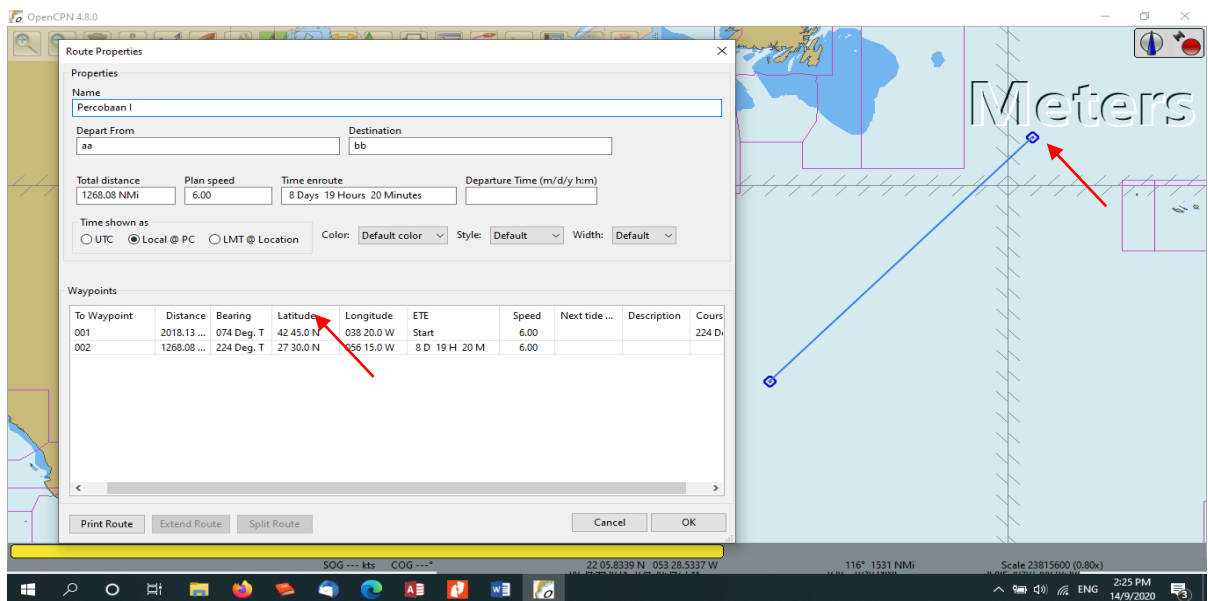 OpenCPN 4.8.0
Route Properties
Properties
Name
Percobaan I
Depart From Destination
aa bb
Total distance Plan speed Time enroute Departure Time (m/d/y h:m)
1268.08 NMi 6.00 8 Days 19 Hours 20 Minutes
Time shown as
UTC Local @ PC LMT @ Location Color: Default color Style: Default Width: Default
Waypoints
To Waypoint Distance Bearing Latitude Longitude ETE Speed Next tide ... Description Cours
001 2018.13 ... 074 Deg. T 42 45.0 N 038 20.0 W Start 6.00 224 D
002 1268.08 ... 224 Deg. T 27 30.0 N 056 15.0 W 8 D 19 H 20 M 6.00
Print Route Extend Route Split Route Cancel OK
Meters
SOG --- kts COG ---° 22 05.8339 N 053 28.5337 W 116° 1531 NMi Scale 23815600 (0.80x)
ENG 2:25 PM
14/9/2020 3